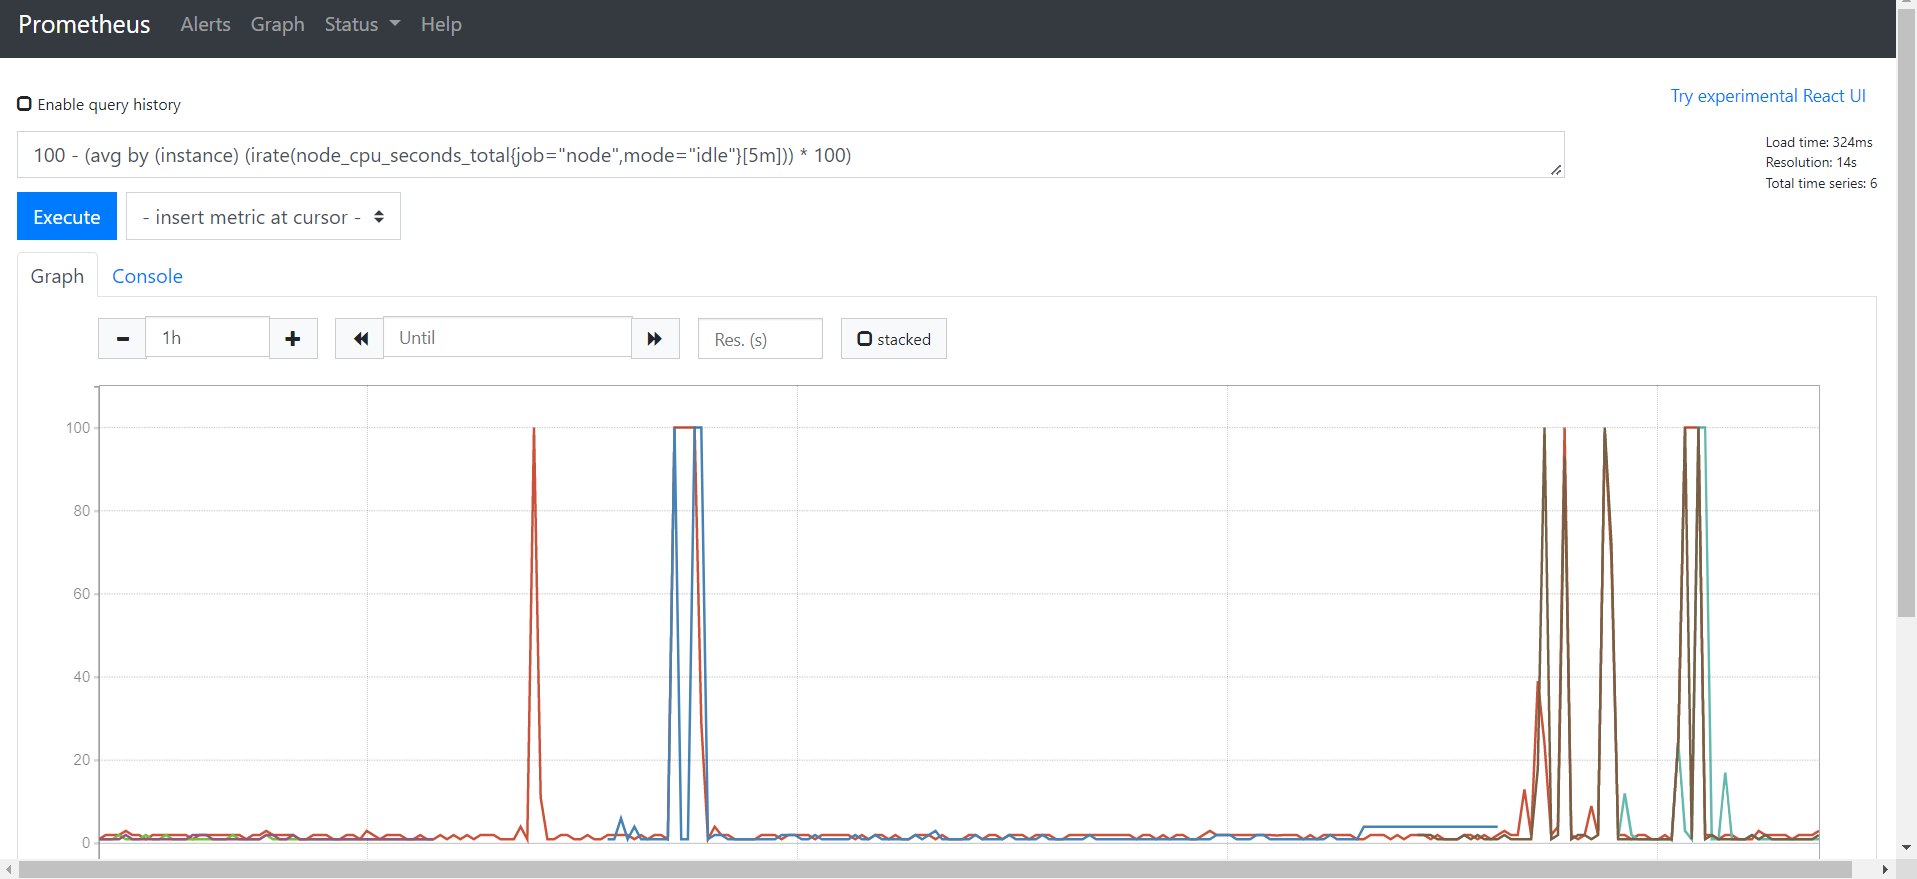 Prometheus Alerts Graph Status Help
Enable query history
Try experimental React UI
100 - (avg by (instance) (irate(node_cpu_seconds_total{job="node",mode="idle"}[5m])) * 100)
Load time: 324ms
Resolution: 14s
Total time series: 6
Execute - insert metric at cursor -
Graph Console
1h Until Res. (s) stacked
100
80
60
40
20
0